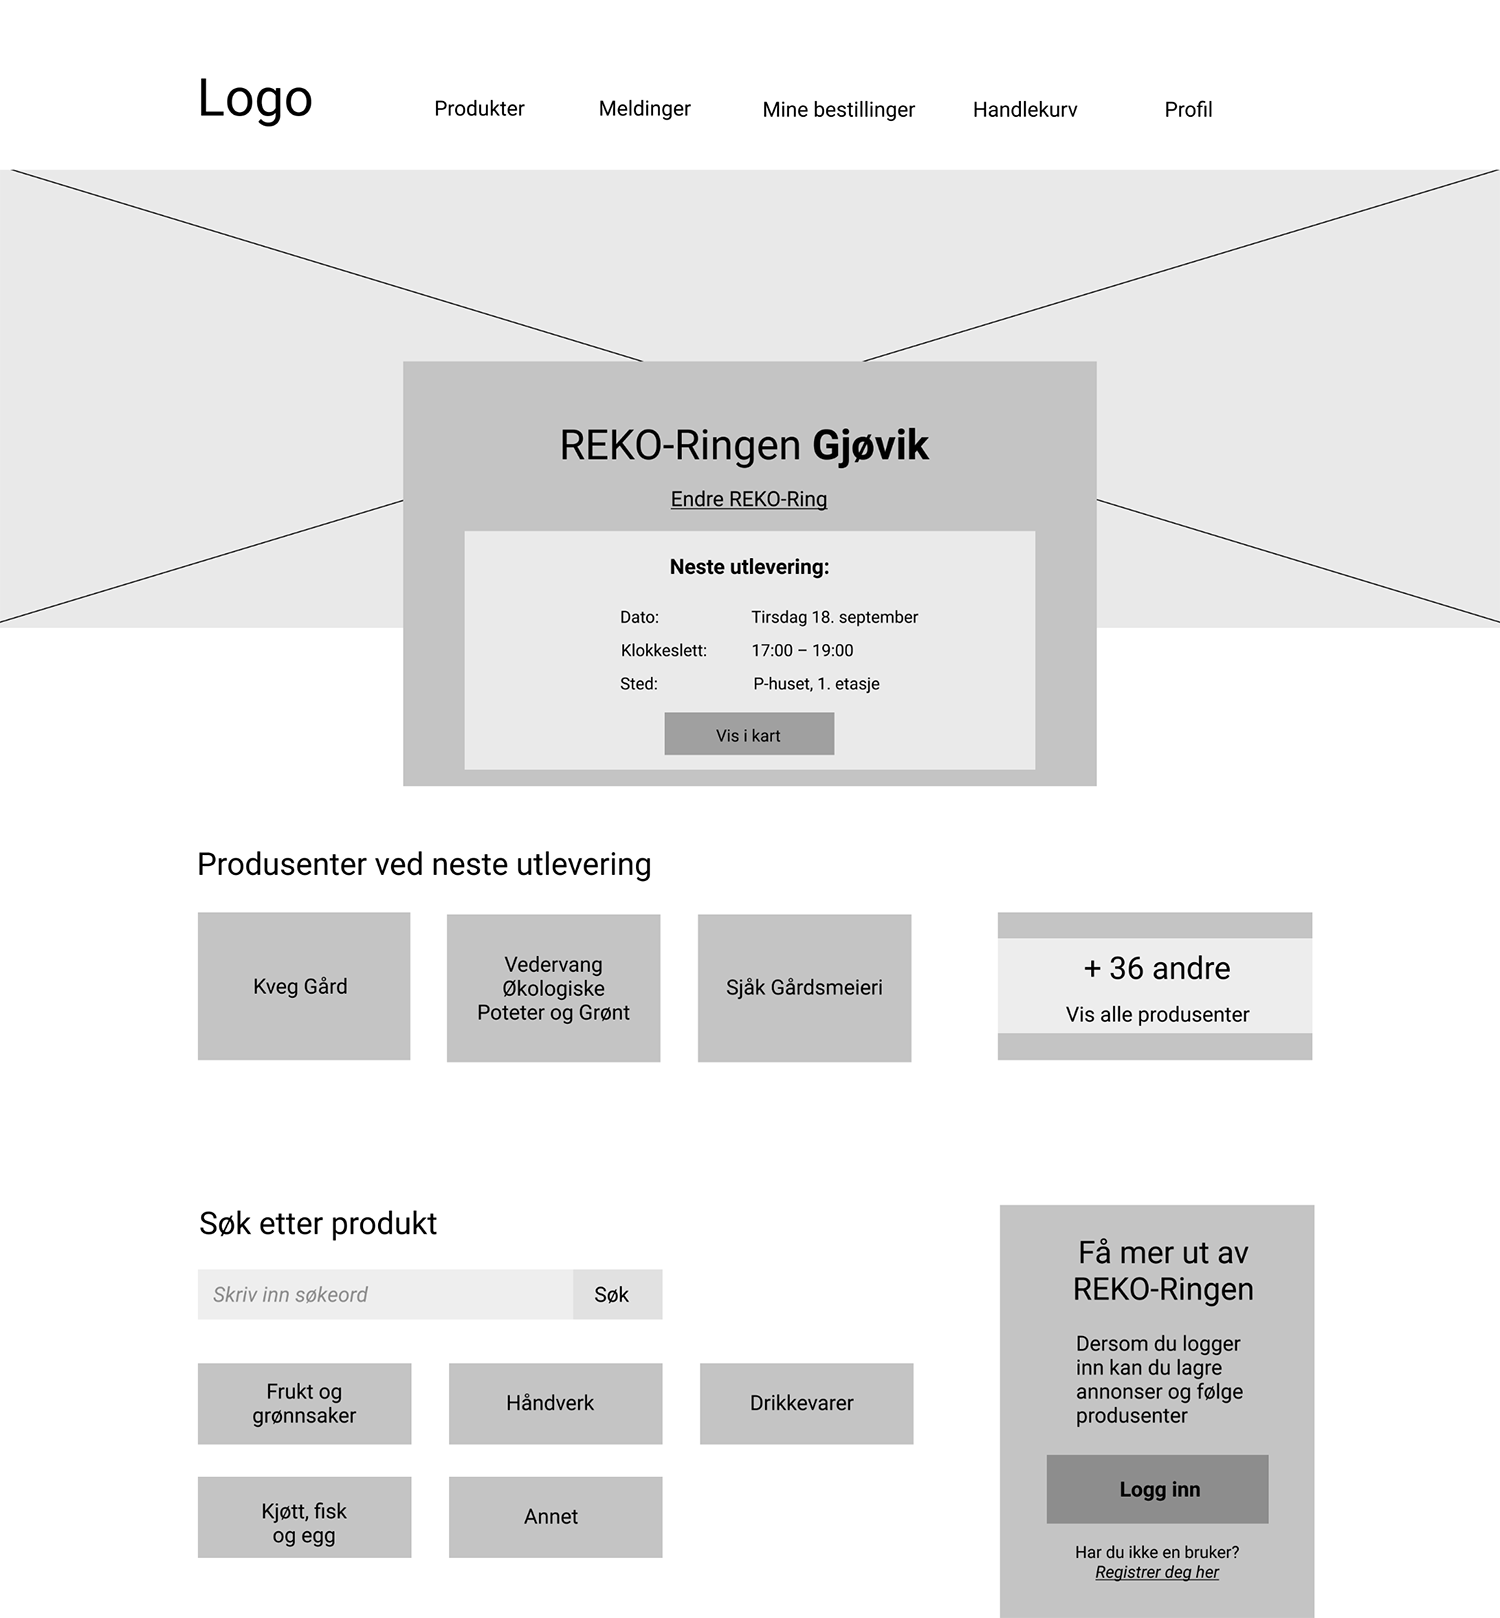 Logo
Produkter
Meldinger
Mine bestillinger
Handlekurv
Profil
REKO-Ringen Gjøvik
Endre REKO-Ring
Neste utlevering:
Dato: Tirsdag 18. september
Klokkeslett: 17:00 – 19:00
Sted: P-huset, 1. etasje
Vis i kart
Produsenter ved neste utlevering
Kveg Gård
Vedervang
Økologiske
Poteter og Grønt
Sjåk Gårdsmeieri
+ 36 andre
Vis alle produsenter
Søk etter produkt
Skriv inn søkeord
Søk
Frukt og
grønnsaker
Håndverk
Drikkevarer
Kjøtt, fisk
og egg
Annet
Få mer ut av
REKO-Ringen
Dersom du logger
inn kan du lagre
annonser og følge
produsenter
Logg inn
Har du ikke en bruker?
Registrer deg her